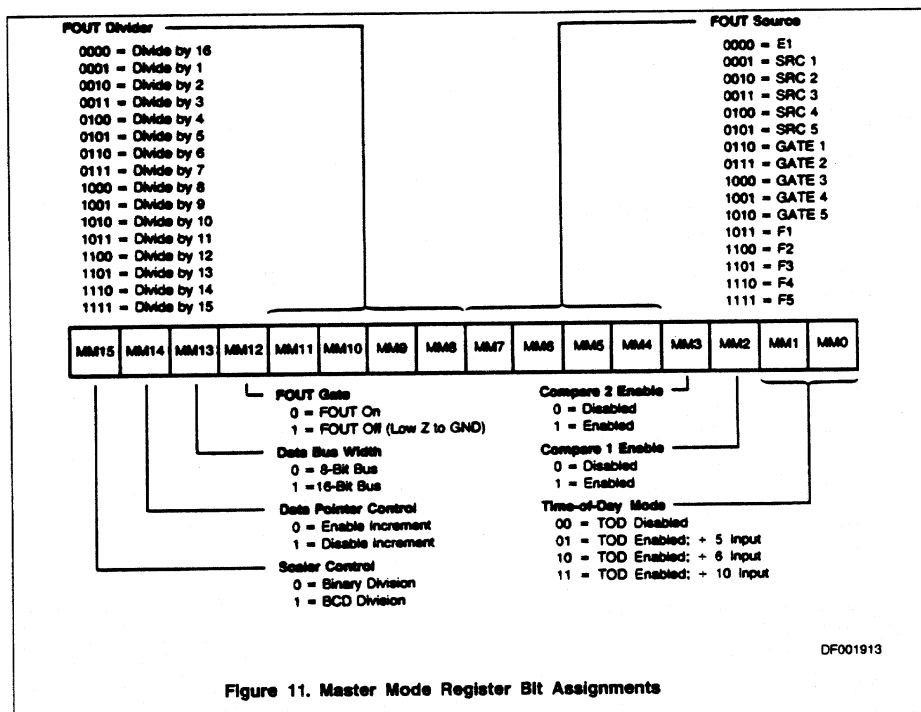 FOUT Divider
0000 = Divide by 16
0001 = Divide by 1
0010 = Divide by 2
0011 = Divide by 3
0100 = Divide by 4
0101 = Divide by 5
0110 = Divide by 6
0111 = Divide by 7
1000 = Divide by 8
1001 = Divide by 9
1010 = Divide by 10
1011 = Divide by 11
1100 = Divide by 12
1101 = Divide by 13
1110 = Divide by 14
1111 = Divide by 15
FOUT Source
0000 = E1
0001 = SRC 1
0010 = SRC 2
0011 = SRC 3
0100 = SRC 4
0101 = SRC 5
0110 = GATE 1
0111 = GATE 2
1000 = GATE 3
1001 = GATE 4
1010 = GATE 5
1011 = F1
1100 = F2
1101 = F3
1110 = F4
1111 = F5
MM15 MM14 MM13 MM12 MM11 MM10 MM9 MM8 MM7 MM6 MM5 MM4 MM3 MM2 MM1 MM0
FOUT Gate
0 = FOUT On
1 = FOUT Off (Low Z to GND)
Data Bus Width
0 = 8-Bit Bus
1 =16-Bit Bus
Data Pointer Control
0 = Enable Increment
1 = Disable Increment
Scaler Control
0 = Binary Division
1 = BCD Division
Compare 2 Enable
0 = Disabled
1 = Enabled
Compare 1 Enable
0 = Disabled
1 = Enabled
Time-of-Day Mode
00 = TOD Disabled
01 = TOD Enabled; ÷ 5 Input
10 = TOD Enabled; ÷ 6 Input
11 = TOD Enabled; ÷ 10 Input
DF001913
Figure 11. Master Mode Register Bit Assignments